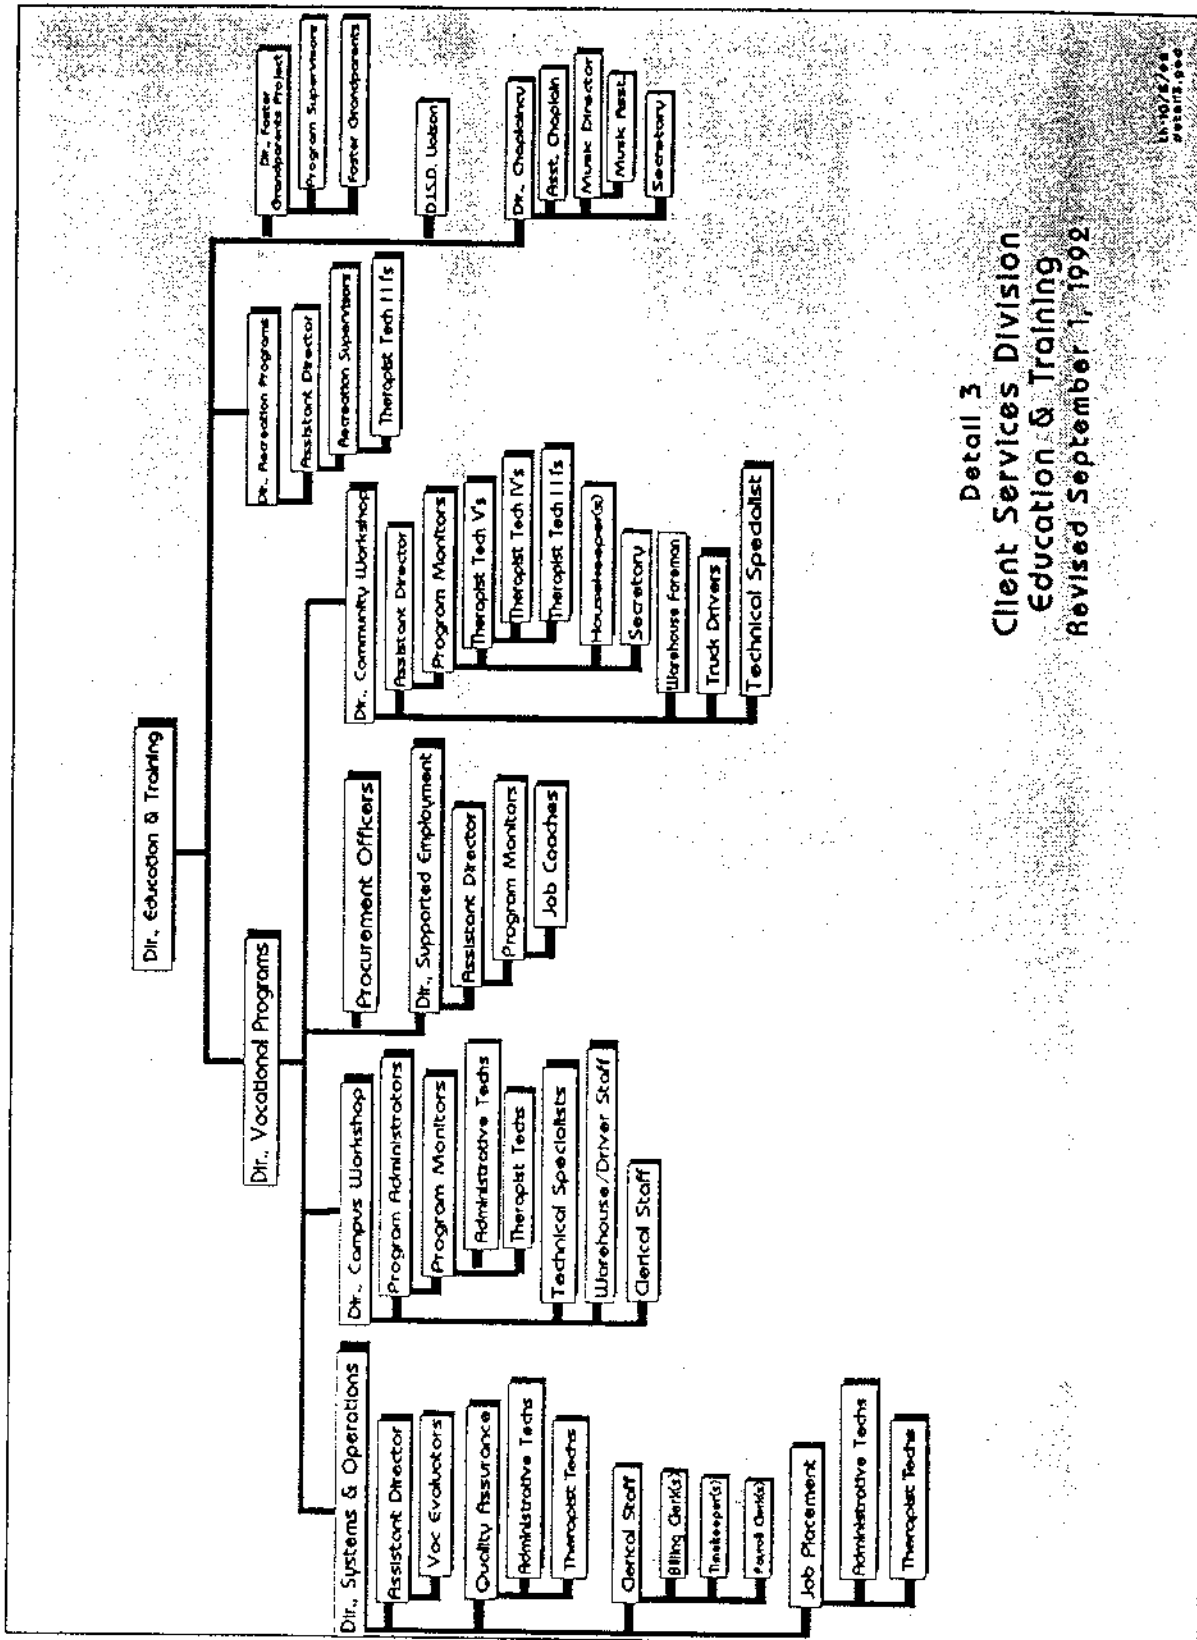 Dir., Education & Training
Dir., Vocational Programs
Dir., Systems & Operations
Assistant Director
Voc Evaluators
Quality Assurance
Administrative Techs
Therapist Techs
Clerical Staff
Billing Clerk(s)
Timekeeper(s)
Payroll Clerk(s)
Job Placement
Administrative Techs
Therapist Techs
Dir., Campus Workshop
Program Administrators
Program Monitors
Administrative Techs
Therapist Techs
Technical Specialists
Warehouse/Driver Staff
Clerical Staff
Procurement Officers
Dir., Supported Employment
Assistant Director
Program Monitors
Job Coaches
Dir., Community Workshop
Assistant Director
Program Monitors
Therapist Tech V's
Therapist Tech IV's
Therapist Tech III's
Housekeeper(s)
Secretary
Warehouse Foreman
Truck Drivers
Technical Specialist
Dir., Recreation Programs
Assistant Director
Recreation Supervisors
Therapist Tech III's
Dir., Foster
Grandparents Project
Program Supervisors
Foster Grandparents
D.I.S.D. Liaison
Dir., Chaplaincy
Asst. Chaplain
Music Director
Music Asst.
Secretary
Detail 3
Client Services Division
Education & Training
Revised September 1, 1992